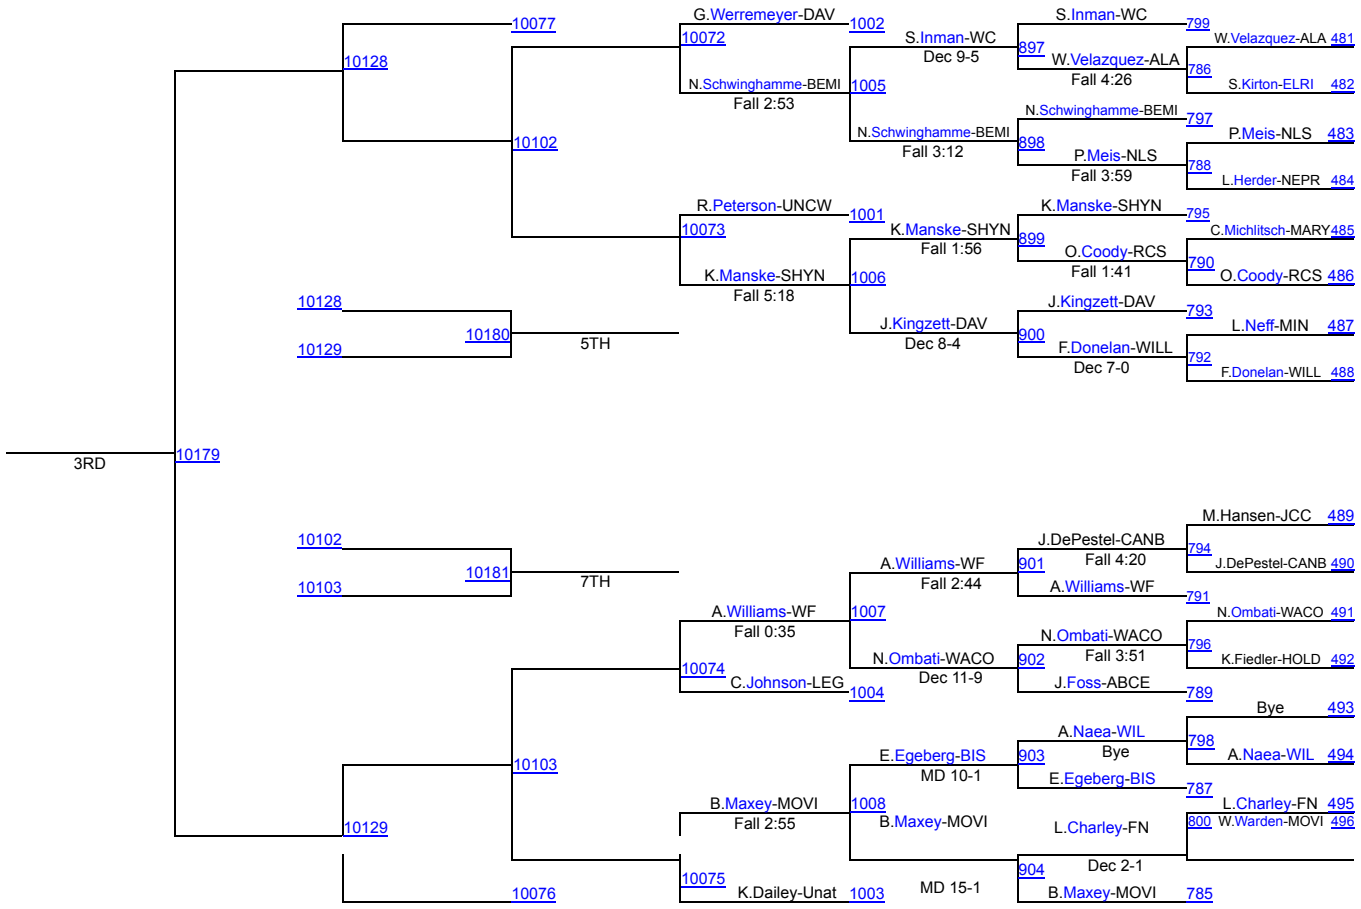 G.Werremeyer-DAV
S.Inman-WC
10077
1002
799
10072
S.Inman-WC
W.Velazquez-ALA 481
897
Dec 9-5
W.Velazquez-ALA
10128
786
Fall 4:26
N.Schwinghamme-BEMI
1005
S.Kirton-ELRI 482
Fall 2:53
N.Schwinghamme-BEMI
797
N.Schwinghamme-BEMI
P.Meis-NLS 483
10102
898
Fall 3:12
P.Meis-NLS
788
Fall 3:59
L.Herder-NEPR 484
R.Peterson-UNCW
K.Manske-SHYN
1001
795
10073
K.Manske-SHYN
C.Michlitsch-MARY485
899
Fall 1:56
O.Coody-RCS
790
Fall 1:41
K.Manske-SHYN
1006
O.Coody-RCS 486
Fall 5:18
10128
J.Kingzett-DAV
793
J.Kingzett-DAV
L.Neff-MIN 487
10180
900
5TH
Dec 8-4
F.Donelan-WILL
10129
792
Dec 7-0
F.Donelan-WILL 488
10179
3RD
M.Hansen-JCC 489
10102
J.DePestel-CANB
794
Fall 4:20
A.Williams-WF
901
J.DePestel-CANB 490
10181
7TH
Fall 2:44
10103
A.Williams-WF
791
A.Williams-WF
1007
N.Ombati-WACO 491
Fall 0:35
N.Ombati-WACO
796
Fall 3:51
N.Ombati-WACO
902
K.Fiedler-HOLD 492
10074
Dec 11-9
C.Johnson-LEG
1004
J.Foss-ABCE
789
Bye 493
A.Naea-WIL
798
Bye
E.Egeberg-BIS
903
A.Naea-WIL 494
10103
MD 10-1
E.Egeberg-BIS
787
B.Maxey-MOVI
1008
L.Charley-FN 495
Fall 2:55
B.Maxey-MOVI
800
W.Warden-MOVI 496
10129
L.Charley-FN
Dec 2-1
904
10075
MD 15-1
10076
K.Dailey-Unat
1003
B.Maxey-MOVI
785